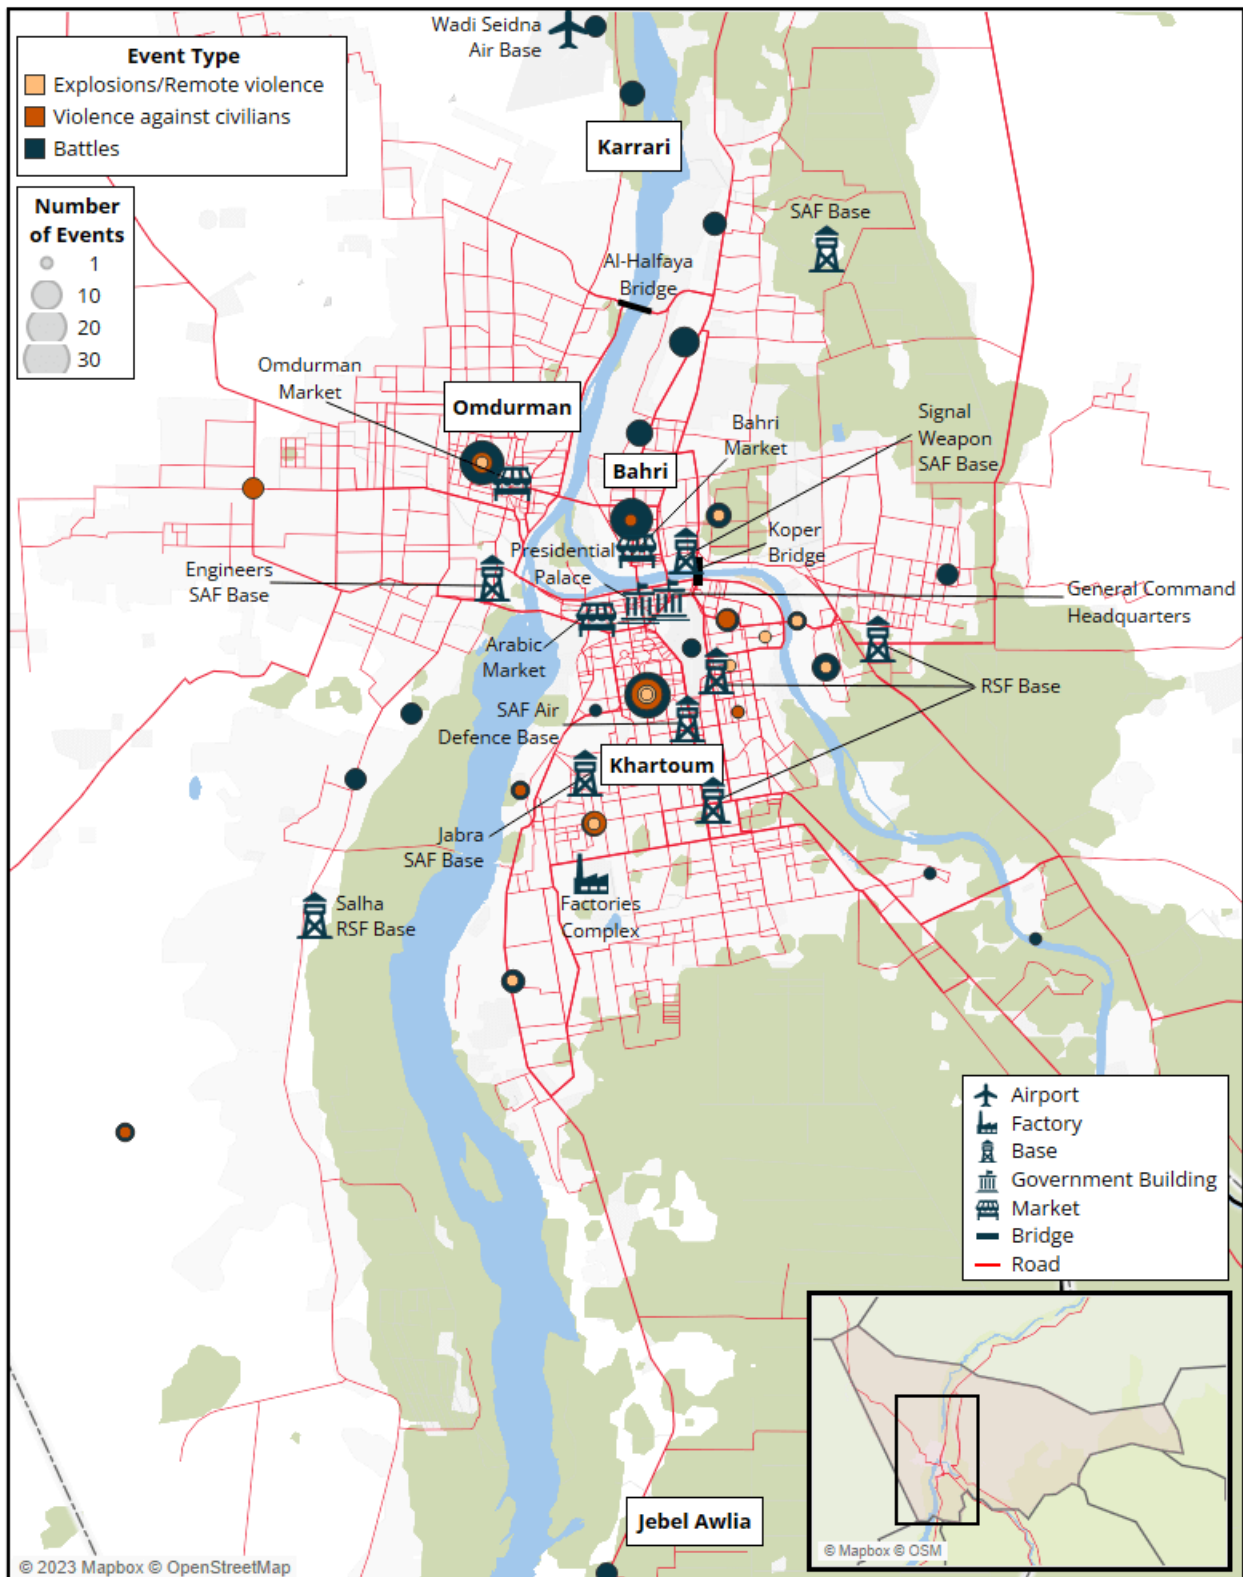 Wadi Seidna
Air Base
Event Type
Explosions/Remote violence
Violence against civilians
Battles
Karrari
Number
of Events
1
10
20
30
SAF Base
Al-Halfaya
Bridge
Omdurman
Market
Omdurman
Bahri
Market
Signal
Weapon
SAF Base
Bahri
Koper
Bridge
Presidential
Palace
Engineers
SAF Base
General Command
Headquarters
Arabic
Market
RSF Base
SAF Air
Defence Base
Khartoum
Jabra
SAF Base
Salha
RSF Base
Factories
Complex
Airport
Factory
Base
Government Building
Market
Bridge
Road
Jebel Awlia
© Mapbox © OSM
© 2023 Mapbox © OpenStreetMap